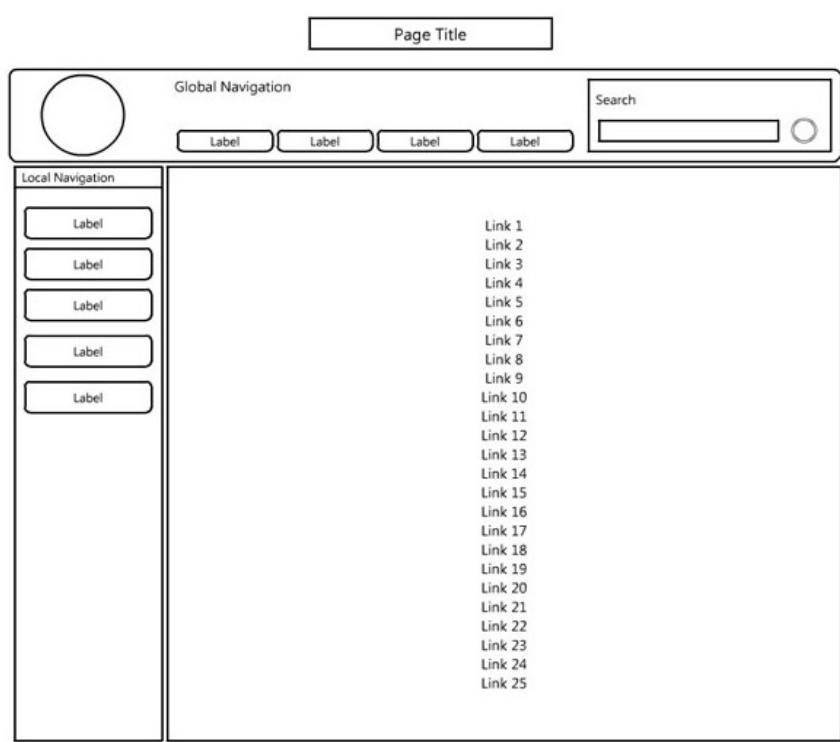 Page Title
Global Navigation
Search
Label Label Label Label
Local Navigation
Label
Label
Label
Label
Label
Link 1
Link 2
Link 3
Link 4
Link 5
Link 6
Link 7
Link 8
Link 9
Link 10
Link 11
Link 12
Link 13
Link 14
Link 15
Link 16
Link 17
Link 18
Link 19
Link 20
Link 21
Link 22
Link 23
Link 24
Link 25